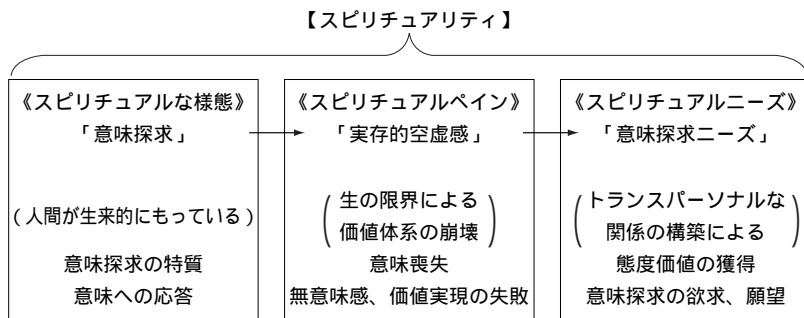 【スピリチュアリティ】
《スピリチュアルな様態》
「意味探求」
(人間が生来的にもっている)
意味探求の特質
意味への応答
《スピリチュアルペイン》
「実存的空虚感」
(生の限界による
価値体系の崩壊)
意味喪失
無意味感、価値実現の失敗
《スピリチュアルニーズ》
「意味探求ニーズ」
(トランスパーソナルな
関係の構築による)
態度価値の獲得
意味探求の欲求、願望